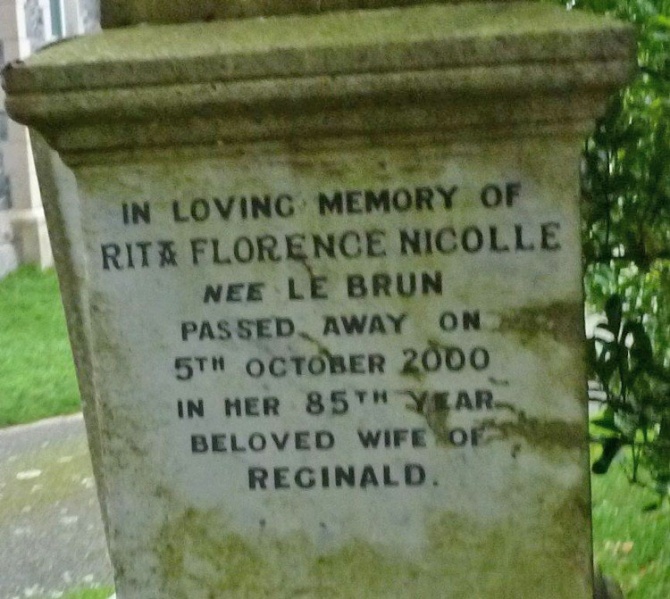 IN LOVING MEMORY OF
RITA FLORENCE NICOLLE
NEE LE BRUN
PASSED AWAY ON
5TH OCTOBER 2000
IN HER 85TH YEAR
BELOVED WIFE OF
REGINALD.